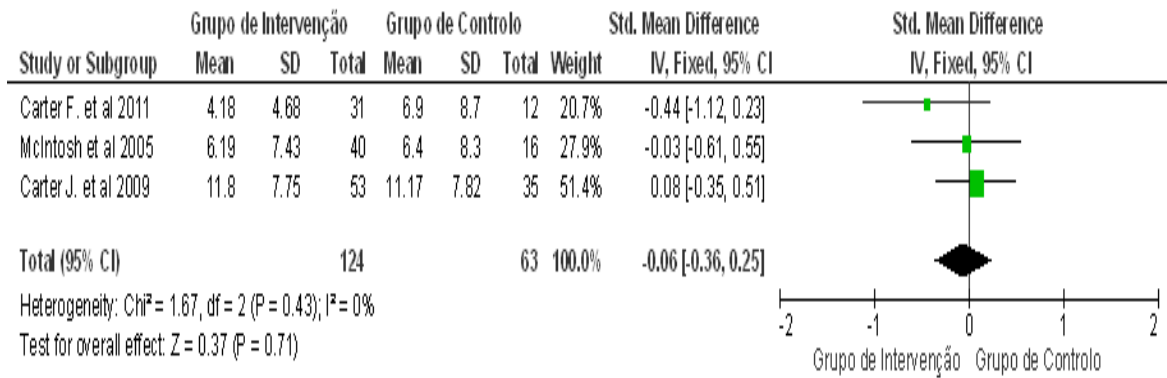 Grupo de Intervenção Grupo de Controlo Std. Mean Difference Std. Mean Difference
Study or Subgroup Mean SD Total Mean SD Total Weight IV, Fixed, 95% CI IV, Fixed, 95% CI
Carter F. et al 2011 4.18 4.68 31 6.9 8.7 12 20.7% -0.44 [-1.12, 0.23]
McIntosh et al 2005 6.19 7.43 40 6.4 8.3 16 27.9% -0.03 [-0.61, 0.55]
Carter J. et al 2009 11.8 7.75 53 11.17 7.82 35 51.4% 0.08 [-0.35, 0.51]
Total (95% CI) 124 63 100.0% -0.06 [-0.36, 0.25]
Heterogeneity: Chi² = 1.67, df = 2 (P = 0.43); I² = 0%
Test for overall effect: Z = 0.37 (P = 0.71)
-2 -1 0 1 2
Grupo de Intervenção Grupo de Controlo